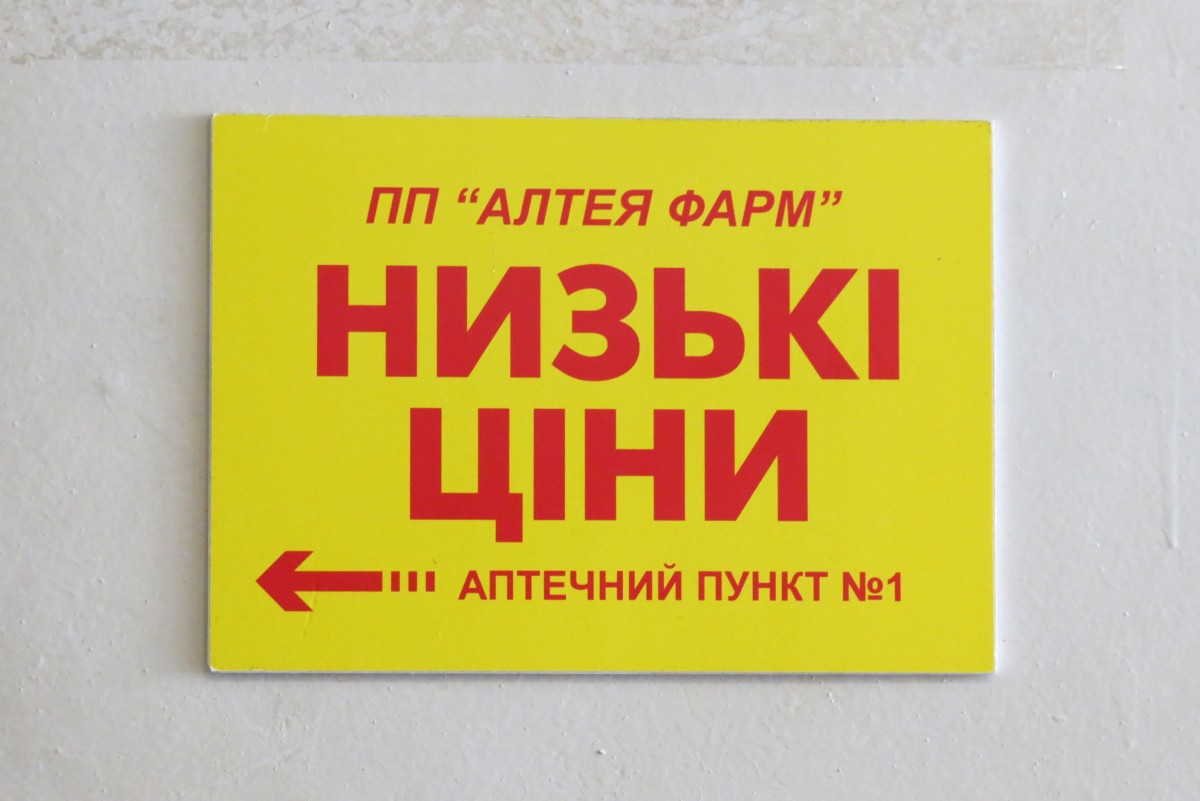 ПП “АЛТЕЯ ФАРМ”
НИЗЬКІ
ЦІНИ
АПТЕЧНИЙ ПУНКТ №1